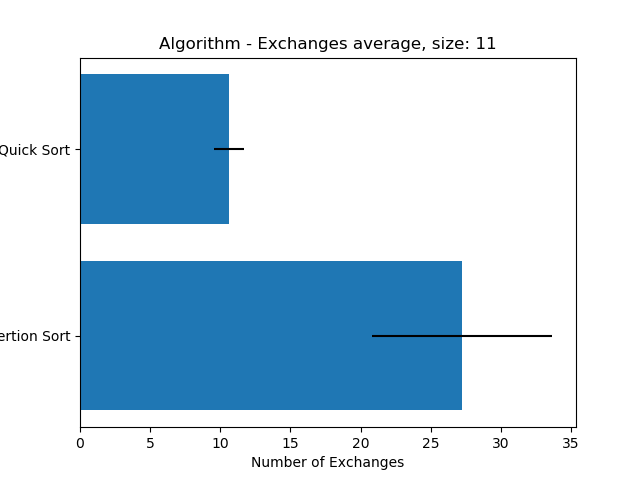 Algorithm - Exchanges average, size: 11
Quick Sort
ertion Sort
0 5 10 15 20 25 30 35
Number of Exchanges